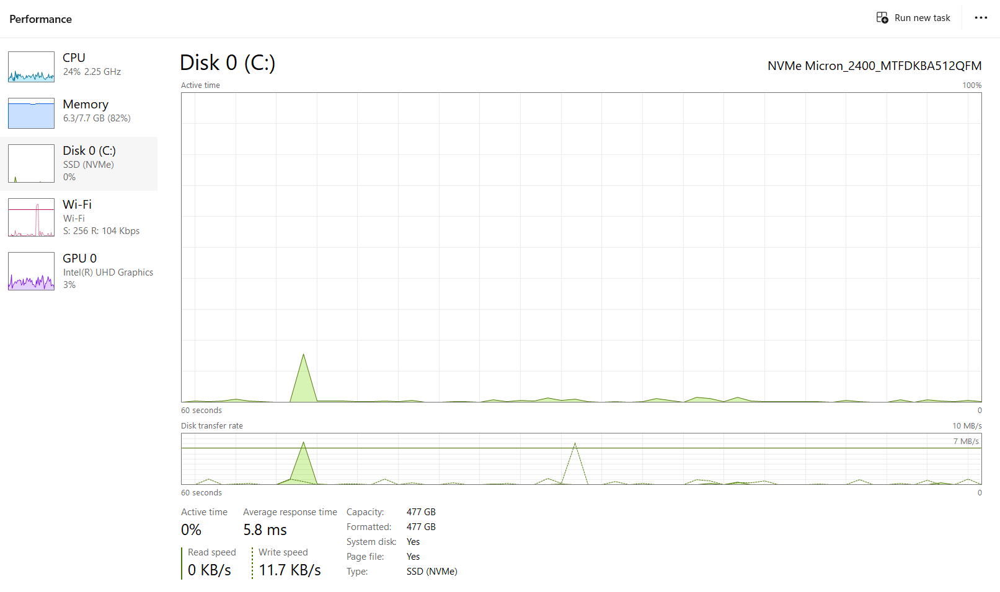 Performance
Run new task
CPU
24% 2.25 GHz
Memory
6.3/7.7 GB (82%)
Disk 0 (C:)
SSD (NVMe)
0%
Wi-Fi
Wi-Fi
S: 256 R: 104 Kbps
GPU 0
Intel(R) UHD Graphics
3%
Disk 0 (C:)
NVMe Micron_2400_MTFDKBA512QFM
Active time
100%
60 seconds
0
Disk transfer rate
10 MB/s
7 MB/s
60 seconds
0
Active time
0%
Average response time
5.8 ms
Read speed
0 KB/s
Write speed
11.7 KB/s
Capacity: 477 GB
Formatted: 477 GB
System disk: Yes
Page file: Yes
Type: SSD (NVMe)